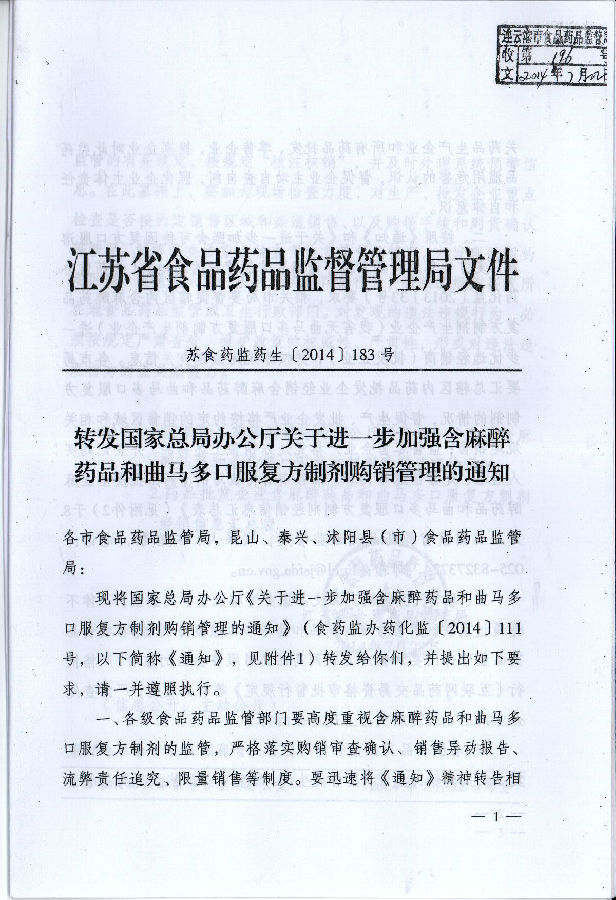 连云港市食品药品监管局
收 第 196 号
文 2014年7月22日
江苏省食品药品监督管理局文件
苏食药监药生〔2014〕183号
转发国家总局办公厅关于进一步加强含麻醉
药品和曲马多口服复方制剂购销管理的通知
各市食品药品监管局，昆山、泰兴、沭阳县（市）食品药品监管
局：
现将国家总局办公厅《关于进一步加强含麻醉药品和曲马多
口服复方制剂购销管理的通知》（食药监办药化监〔2014〕111
号，以下简称《通知》，见附件1）转发给你们，并提出如下要
求，请一并遵照执行。
一、各级食品药品监管部门要高度重视含麻醉药品和曲马多
口服复方制剂的监管，严格落实购销审查确认、销售异动报告、
流弊责任追究、限量销售等制度。要迅速将《通知》精神转告相
— 1 —